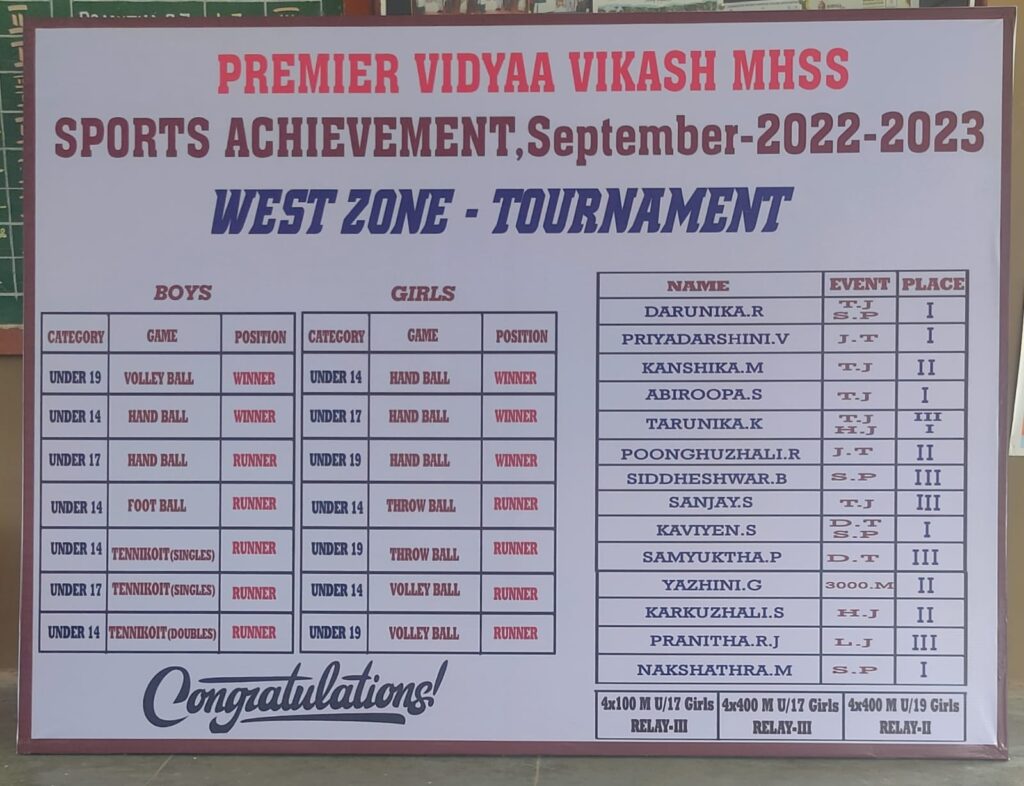 PREMIER VIDYAA VIKASH MHSS
SPORTS ACHIEVEMENT,September-2022-2023
WEST ZONE - TOURNAMENT
BOYS
CATEGORY GAME POSITION
UNDER 19 VOLLEY BALL WINNER
UNDER 14 HAND BALL WINNER
UNDER 17 HAND BALL RUNNER
UNDER 14 FOOT BALL RUNNER
UNDER 14 TENNIKOIT(SINGLES) RUNNER
UNDER 17 TENNIKOIT(SINGLES) RUNNER
UNDER 14 TENNIKOIT(DOUBLES) RUNNER
GIRLS
CATEGORY GAME POSITION
UNDER 14 HAND BALL WINNER
UNDER 17 HAND BALL WINNER
UNDER 19 HAND BALL WINNER
UNDER 14 THROW BALL RUNNER
UNDER 19 THROW BALL RUNNER
UNDER 14 VOLLEY BALL RUNNER
UNDER 19 VOLLEY BALL RUNNER
Congratulations!
NAME EVENT PLACE
DARUNIKA.R T.J S.P I
PRIYADARSHINI.V J.T I
KANSHIKA.M T.J II
ABIROOPA.S T.J I
TARUNIKA.K T.J III
H.J I
POONGHUZHALI.R J.T II
SIDDHESHWAR.B S.P III
SANJAY.S T.J III
KAVIYEN.S D.T S.P I
SAMYUKTHA.P D.T III
YAZHINI.G 3000.M II
KARKUZHALI.S H.J II
PRANITHA.R.J L.J III
NAKSHATHRA.M S.P I
4x100 M U/17 Girls RELAY-III
4x400 M U/17 Girls RELAY-III
4x400 M U/19 Girls RELAY-II